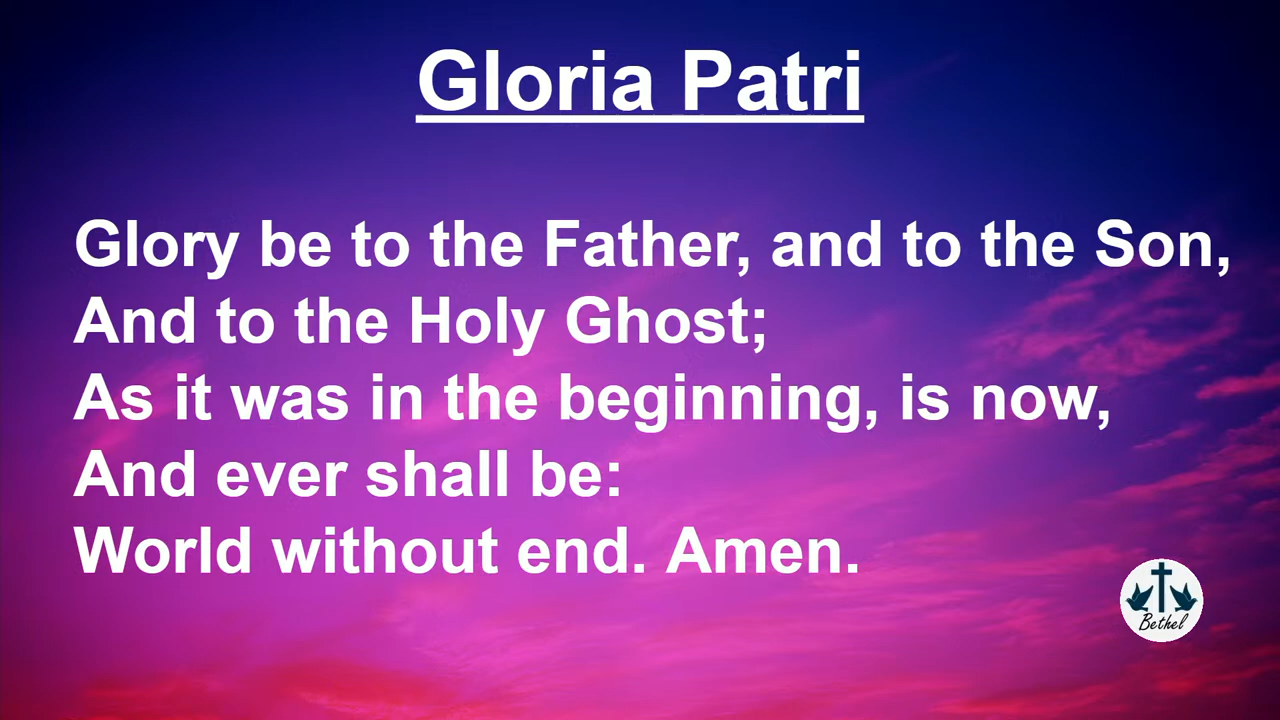 Gloria Patri
Glory be to the Father, and to the Son,
And to the Holy Ghost;
As it was in the beginning, is now,
And ever shall be:
World without end. Amen.
Bethel